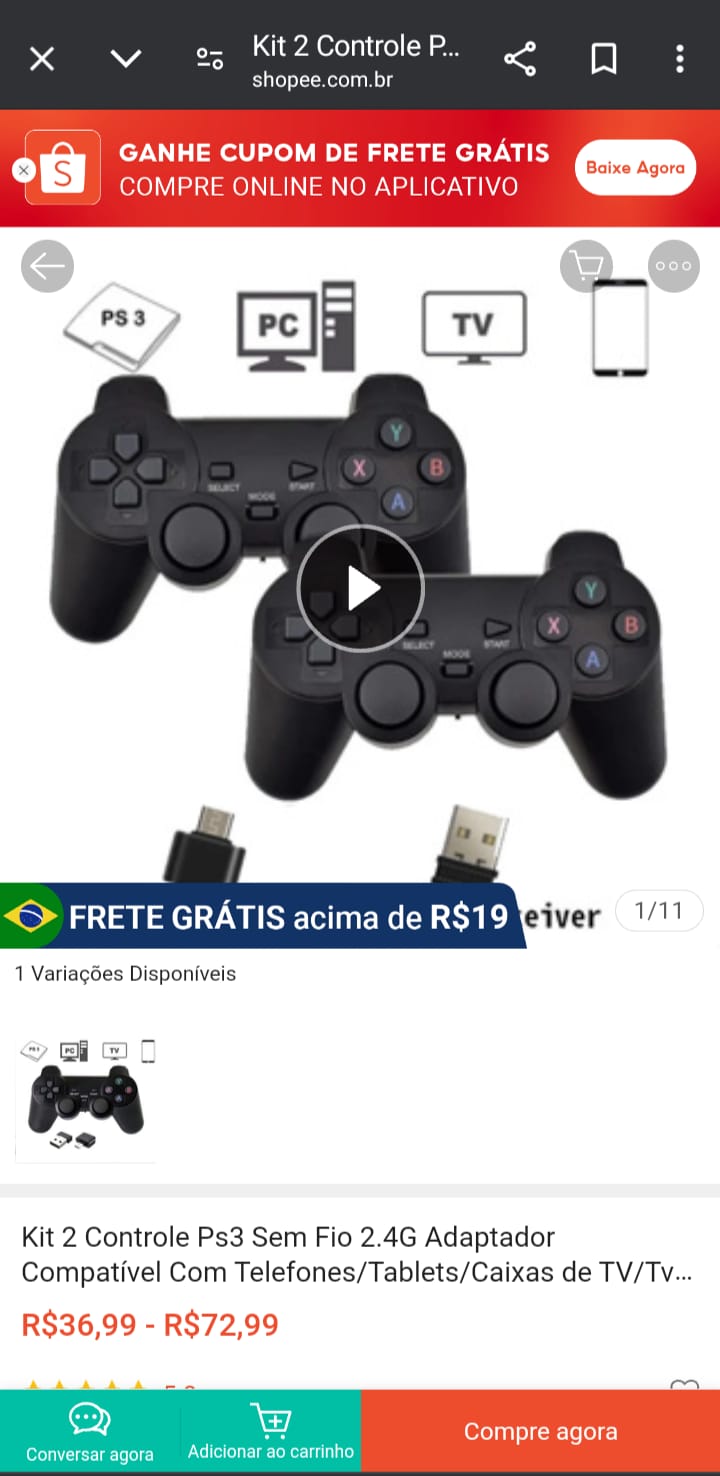 Kit 2 Controle P...
shopee.com.br
GANHE CUPOM DE FRETE GRÁTIS
COMPRE ONLINE NO APLICATIVO
Baixe Agora
PS 3
PC
TV
Y
X
B
A
SELECT
START
MODE
Y
X
B
A
SELECT
START
MODE
FRETE GRÁTIS acima de R$19
eiver
1/11
1 Variações Disponíveis
PC
TV
Kit 2 Controle Ps3 Sem Fio 2.4G Adaptador
Compatível Com Telefones/Tablets/Caixas de TV/Tv...
R$36,99 - R$72,99
Conversar agora
Adicionar ao carrinho
Compre agora